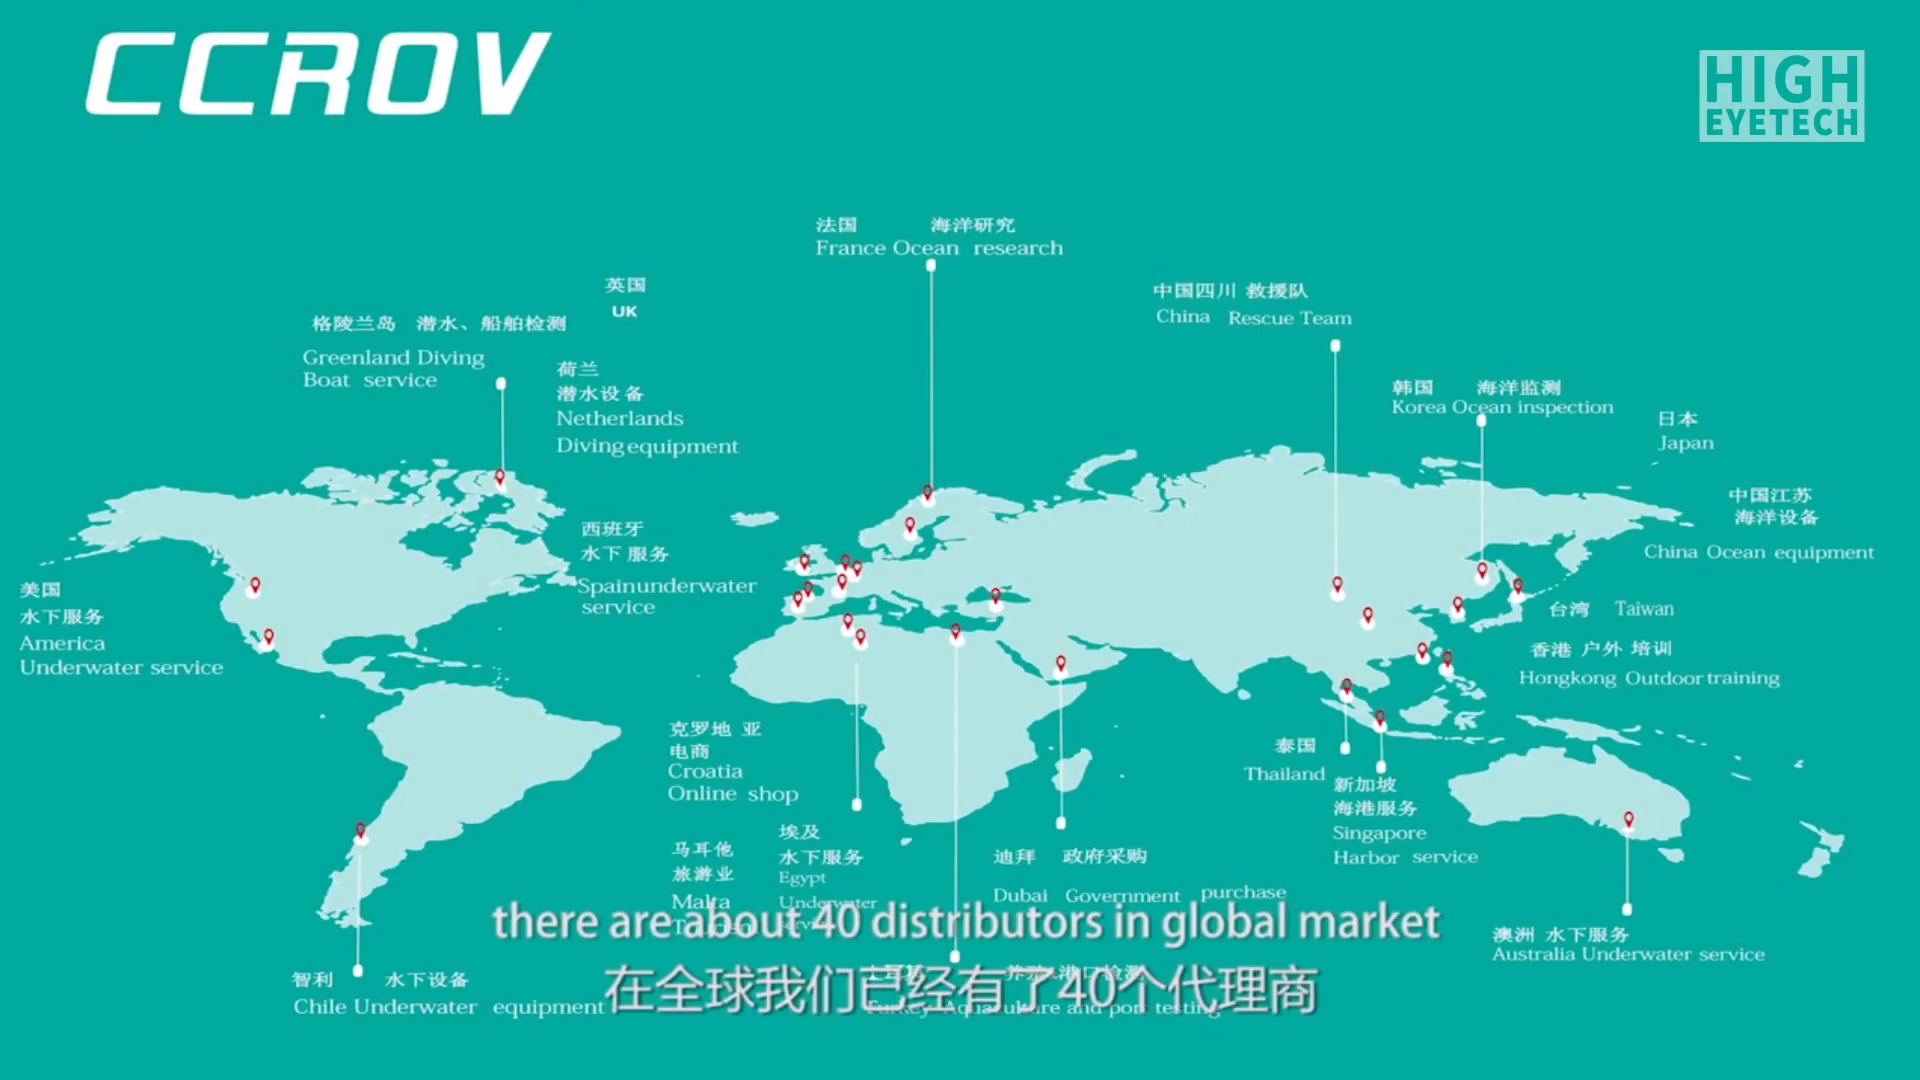 CCROV
HIGH
EYETECH
法国 海洋研究
France Ocean research
英国
UK
格陵兰岛 潜水、船舶检测
Greenland Diving
Boat service
荷兰
潜水设备
Netherlands
Diving equipment
中国四川 救援队
China Rescue Team
韩国 海洋监测
Korea Ocean inspection
日本
Japan
中国江苏
海洋设备
China Ocean equipment
西班牙
水下服务
Spain underwater
service
美国
水下服务
America
Underwater service
台湾 Taiwan
香港 户外 培训
Hongkong Outdoor training
克罗地亚
电商
Croatia
Online shop
泰国
Thailand
新加坡
海港服务
Singapore
Harbor service
马耳他
旅游业
Malta
埃及
水下服务
Egypt
Underwater
迪拜 政府采购
Dubai Government purchase
澳洲 水下服务
Australia Underwater service
智利 水下设备
Chile Underwater equipment
Turkey Aquaculture and port testing
there are about 40 distributors in global market
在全球我们已经有了40个代理商